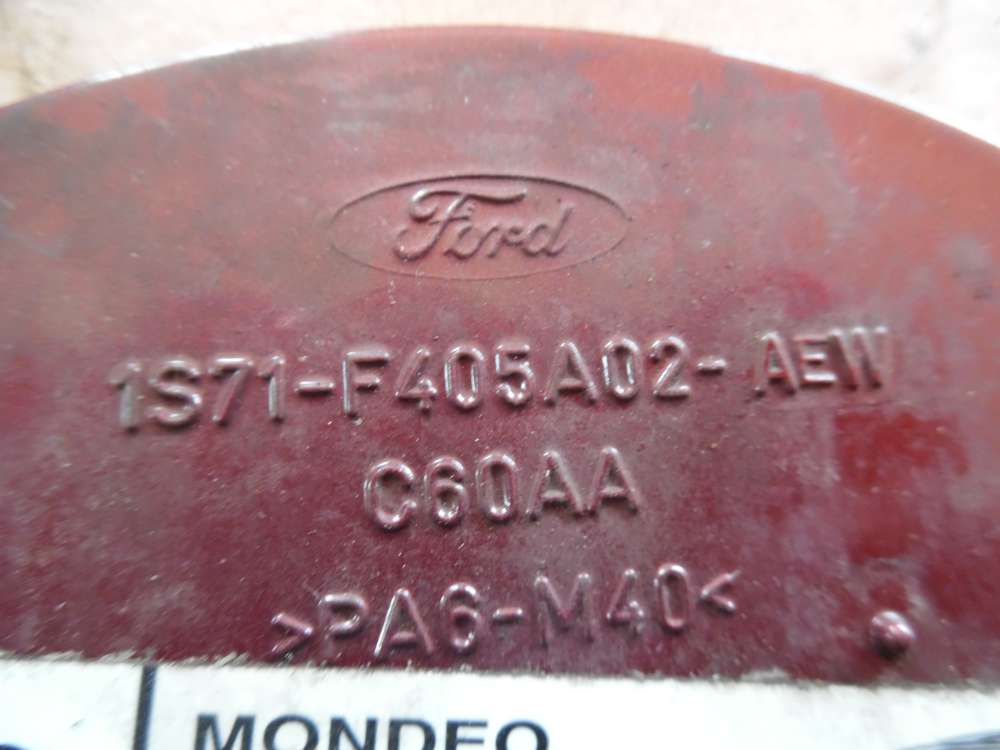 Ford
1S71-F405A02-AEW
C60AA
>PA6-M40<
MONDEO